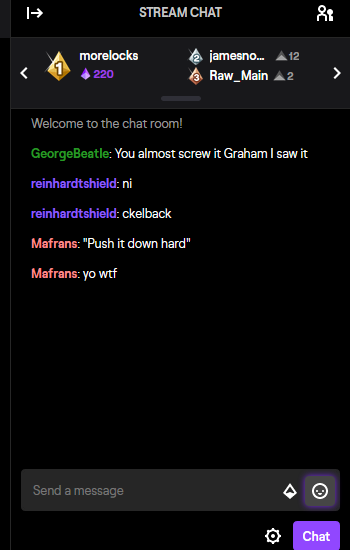 STREAM CHAT
1 morelocks
220
2 jamesno... 12
3 Raw_Main 2
Welcome to the chat room!
GeorgeBeatle: You almost screw it Graham I saw it
reinhardtshield: ni
reinhardtshield: ckelback
Mafrans: "Push it down hard"
Mafrans: yo wtf
Send a message
Chat